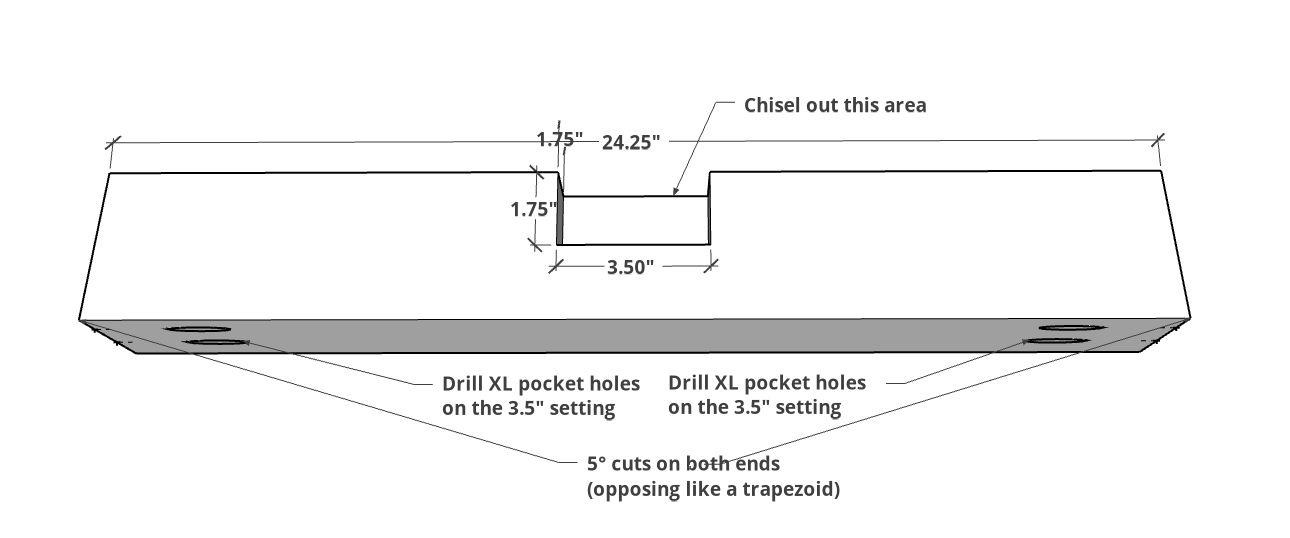 Chisel out this area
1.75" 24.25"
1.75"
3.50"
Drill XL pocket holes
on the 3.5" setting
Drill XL pocket holes
on the 3.5" setting
5° cuts on both ends
(opposing like a trapezoid)